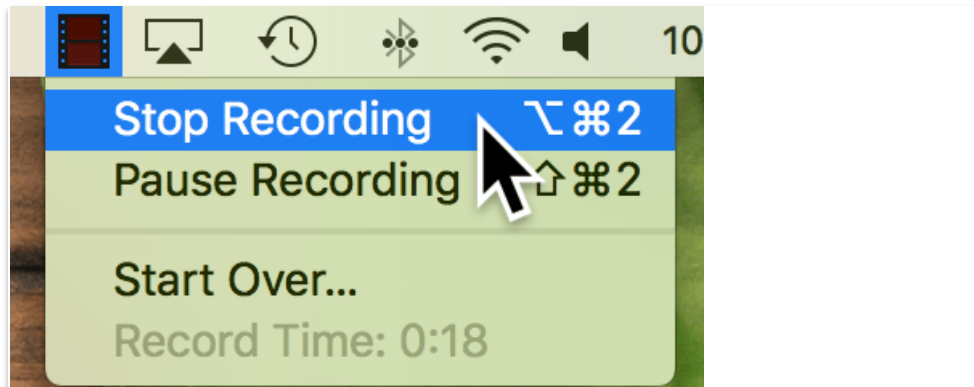 10
Stop Recording ⌥⌘2
Pause Recording ⇧⌘2
Start Over...
Record Time: 0:18